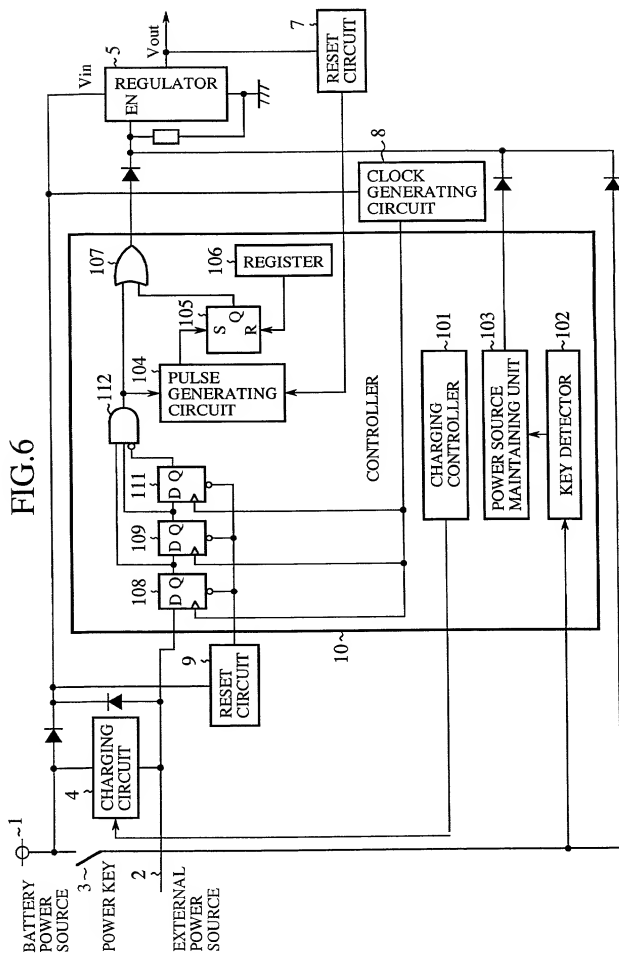 FIG.6
BATTERY
POWER
SOURCE
1
3
POWER KEY
2
EXTERNAL POWER
SOURCE
4
CHARGING
CIRCUIT
9
RESET
CIRCUIT
10
108
D Q
109
D Q
111
D Q
112
104
PULSE
GENERATING
CIRCUIT
105
S
Q
R
106
REGISTER
107
CONTROLLER
101
CHARGING
CONTROLLER
103
POWER SOURCE
MAINTAINING UNIT
102
KEY DETECTOR
8
CLOCK
GENERATING
CIRCUIT
Vin
5
REGULATOR
EN
Vout
7
RESET
CIRCUIT